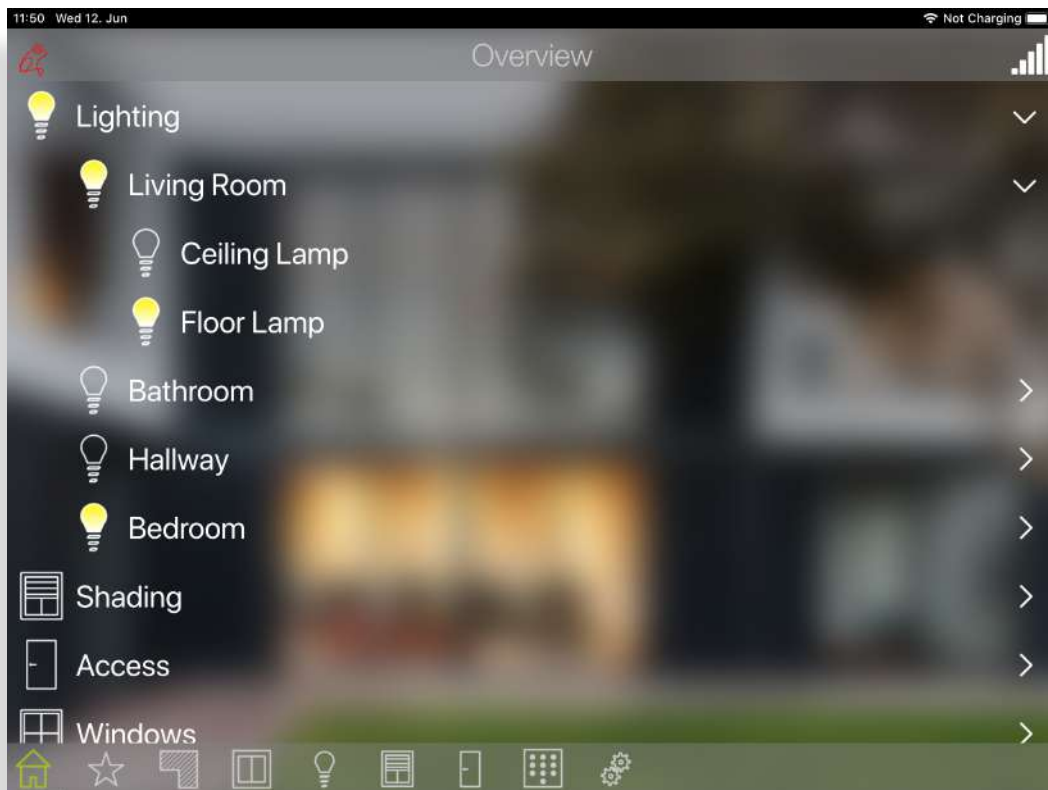 11:50 Wed 12. Jun Not Charging
Overview
Lighting
Living Room
Ceiling Lamp
Floor Lamp
Bathroom
Hallway
Bedroom
Shading
Access
Windows